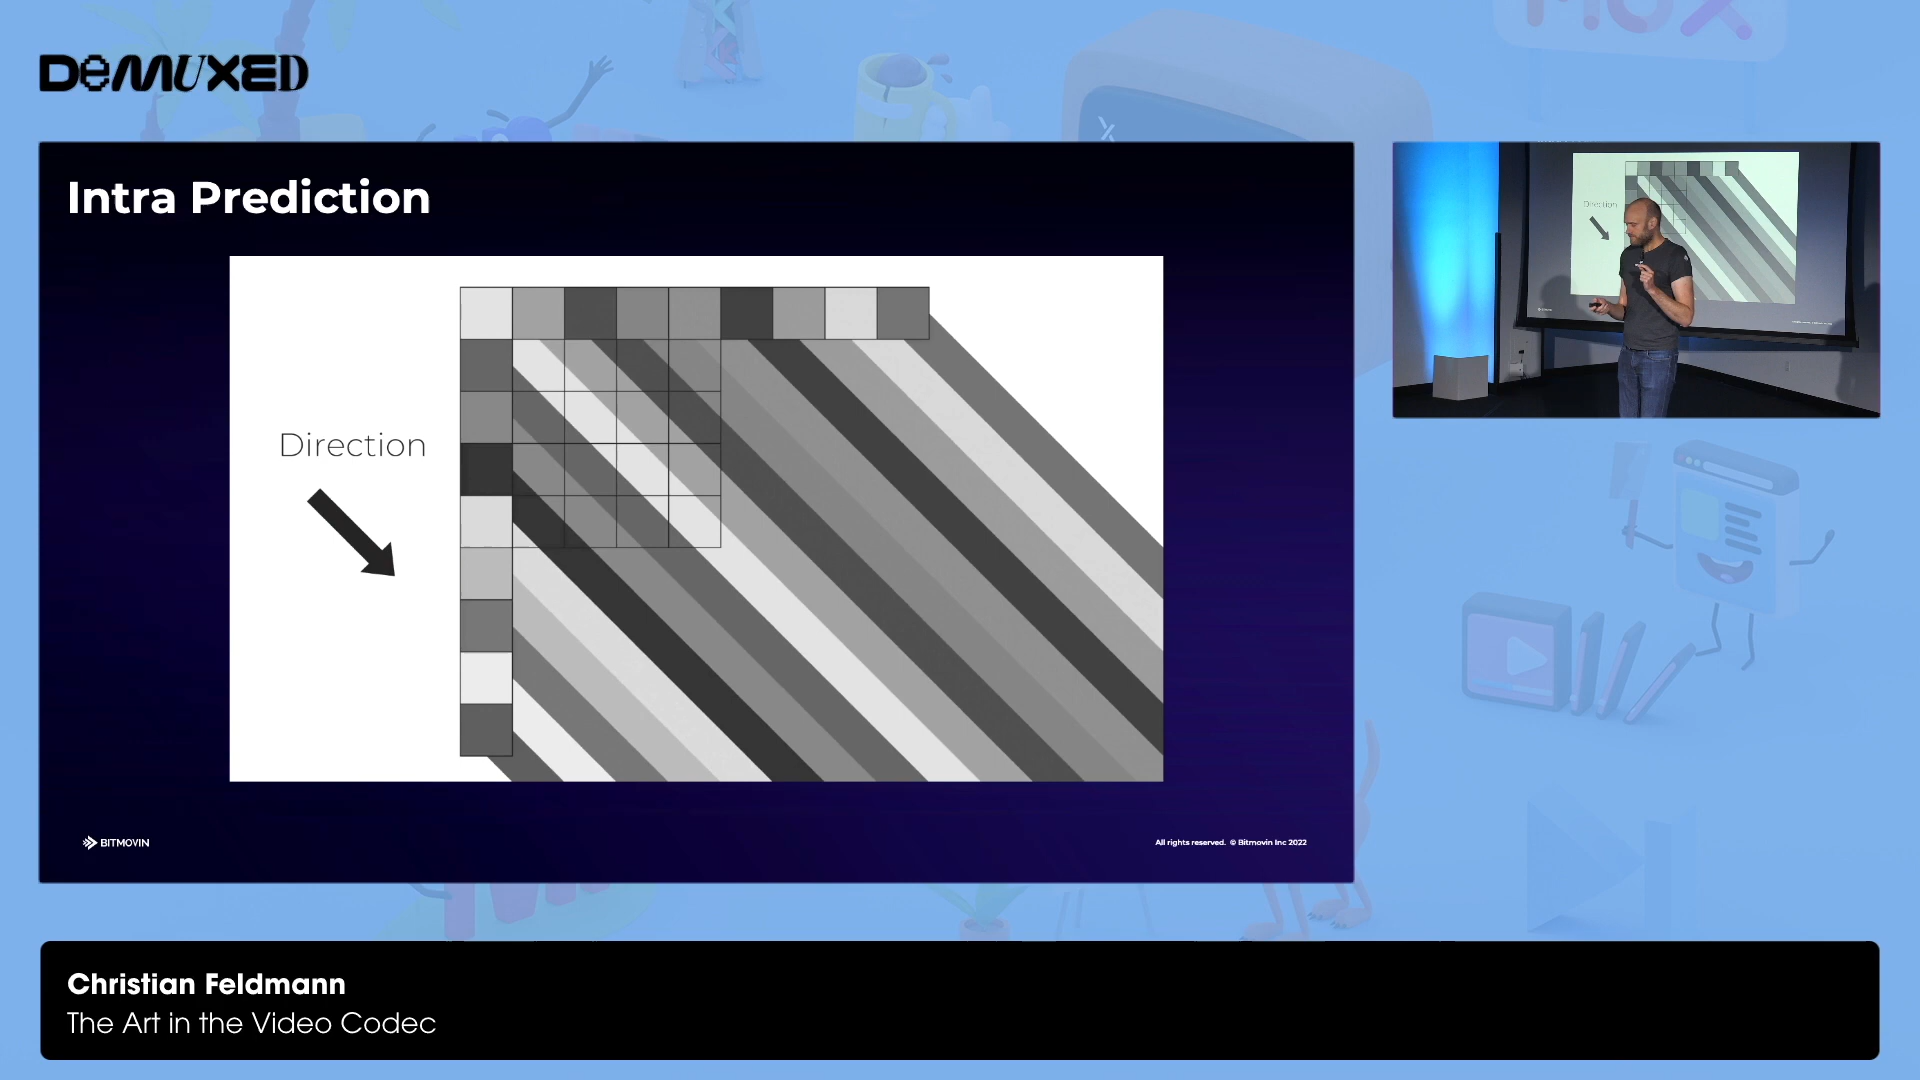 DEMUXED
Intra Prediction
Direction
BITMOVIN
All rights reserved. © Bitmovin Inc 2022
Direction
Christian Feldmann
The Art in the Video Codec